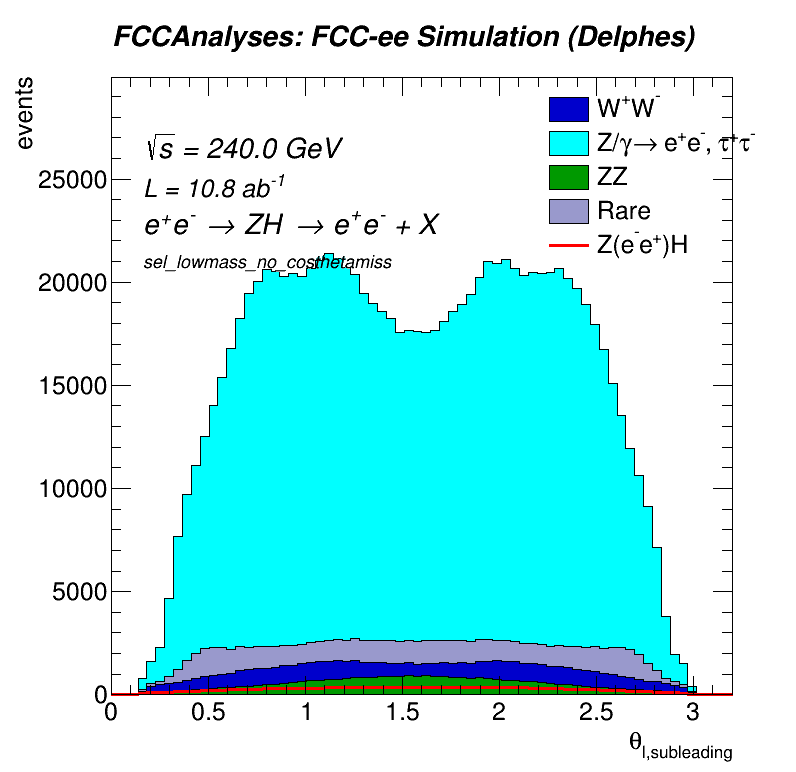 FCCAnalyses: FCC-ee Simulation (Delphes)
events
√s = 240.0 GeV
L = 10.8 ab⁻¹
e⁺e⁻ → ZH → e⁺e⁻ + X
sel_lowmass_no_costhetamiss
W⁺W⁻
Z/γ→ e⁺e⁻, τ⁺τ⁻
ZZ
Rare
Z(e⁻e⁺)H
25000
20000
15000
10000
5000
0
0 0.5 1 1.5 2 2.5 3
θl,subleading